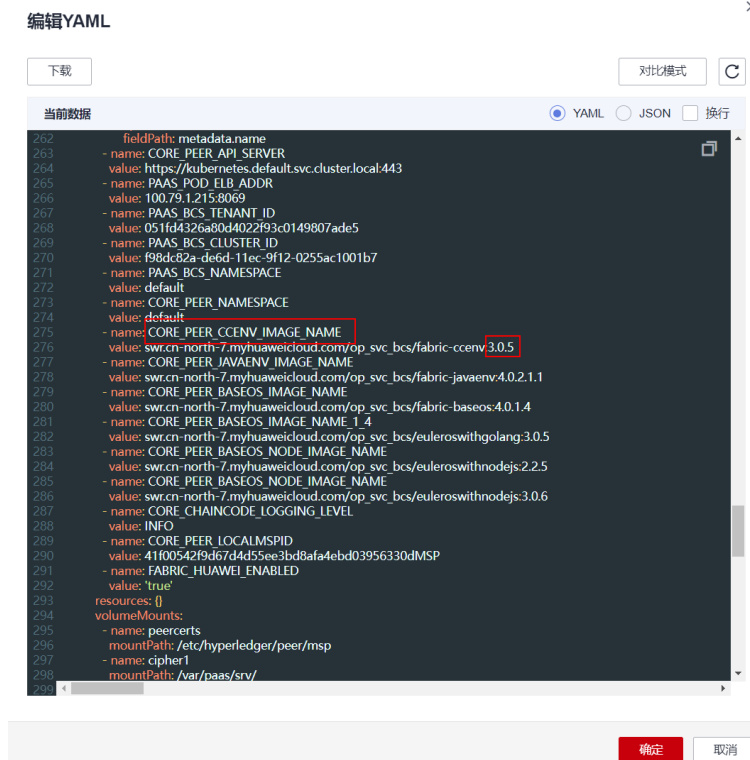 编辑YAML
下载
对比模式
当前数据
YAML
JSON
换行
262 fieldPath: metadata.name
263 - name: CORE_PEER_API_SERVER
264 value: https://kubernetes.default.svc.cluster.local:443
265 - name: PAAS_POD_ELB_ADDR
266 value: 100.79.1.215:8069
267 - name: PAAS_BCS_TENANT_ID
268 value: 051fd4326a80d4022f93c0149807ade5
269 - name: PAAS_BCS_CLUSTER_ID
270 value: f98dc82a-de6d-11ec-9f12-0255ac1001b7
271 - name: PAAS_BCS_NAMESPACE
272 value: default
273 - name: CORE_PEER_NAMESPACE
274 value: default
275 - name: CORE_PEER_CCENV_IMAGE_NAME
276 value: swr.cn-north-7.myhuaweicloud.com/op_svc_bcs/fabric-ccenv:3.0.5
277 - name: CORE_PEER_JAVAENV_IMAGE_NAME
278 value: swr.cn-north-7.myhuaweicloud.com/op_svc_bcs/fabric-javaenv:4.0.2.1.1
279 - name: CORE_PEER_BASEOS_IMAGE_NAME
280 value: swr.cn-north-7.myhuaweicloud.com/op_svc_bcs/fabric-baseos:4.0.1.4
281 - name: CORE_PEER_BASEOS_IMAGE_NAME_1_4
282 value: swr.cn-north-7.myhuaweicloud.com/op_svc_bcs/euleroswithgolang:3.0.5
283 - name: CORE_PEER_BASEOS_NODE_IMAGE_NAME
284 value: swr.cn-north-7.myhuaweicloud.com/op_svc_bcs/euleroswithnodejs:2.2.5
285 - name: CORE_PEER_BASEOS_NODE_IMAGE_NAME
286 value: swr.cn-north-7.myhuaweicloud.com/op_svc_bcs/euleroswithnodejs:3.0.6
287 - name: CORE_CHAINCODE_LOGGING_LEVEL
288 value: INFO
289 - name: CORE_PEER_LOCALMSPID
290 value: 41f00542f9d67d4d55ee3bd8afa4ebd03956330dMSP
291 - name: FABRIC_HUAWEI_ENABLED
292 value: 'true'
293 resources: {}
294 volumeMounts:
295 - name: peercerts
296 mountPath: /etc/hyperledger/peer/msp
297 - name: cipher1
298 mountPath: /var/paas/srv/
299
确定
取消